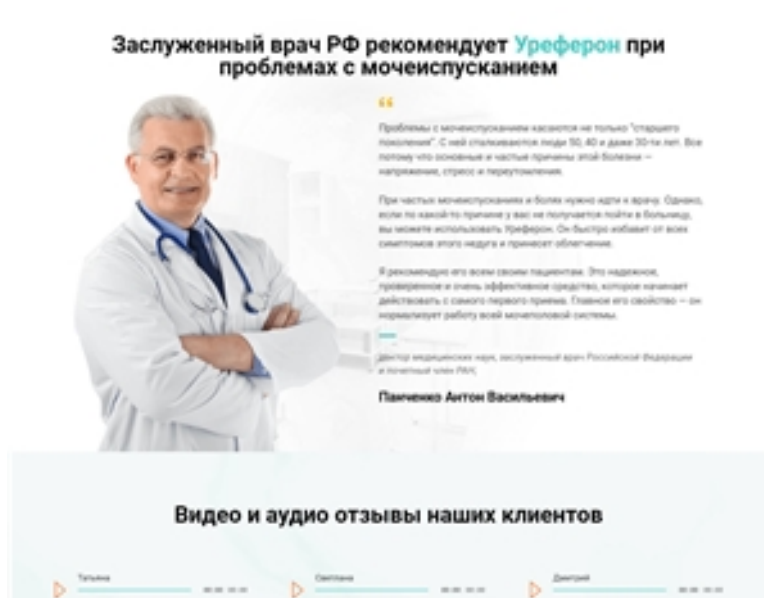 Заслуженный врач РФ рекомендует Уреферон при
проблемах с мочеиспусканием
Проблемы с мочеиспусканием касаются не только "старшего
поколения". С ней сталкиваются люди 50, 40 и даже 30-ти лет. Все
потому что основные и частые причины этой болезни —
напряжение, стресс и переутомления.
При частых мочеиспусканиях и болях нужно идти к врачу. Однако,
если по какой-то причине у вас не получается пойти в больницу,
вы можете использовать Уреферон. Он быстро избавит от всех
симптомов этого недуга и принесет облегчение.
Я рекомендую его всем своим пациентам. Это надежное,
проверенное и очень эффективное средство, которое начинает
действовать с самого первого приема. Главное его свойство — он
нормализует работу всей мочеполовой системы.
Доктор медицинских наук, заслуженный врач Российской Федерации
и почетный член РАН,
Панченко Антон Васильевич
Видео и аудио отзывы наших клиентов
Татьяна
Светлана
Дмитрий